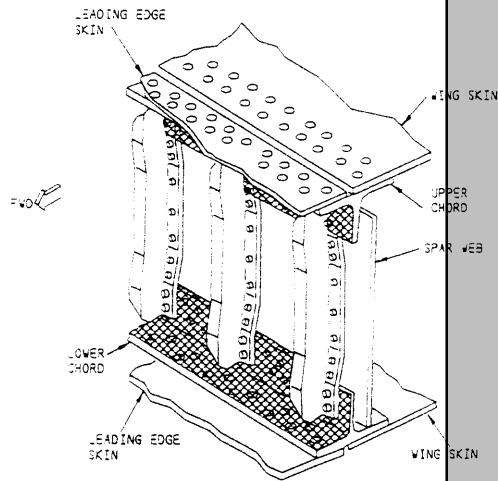 LEADING EDGE
SKIN
WING SKIN
UPPER
CHORD
FWD
SPAR WEB
LOWER
CHORD
LEADING EDGE
SKIN
WING SKIN